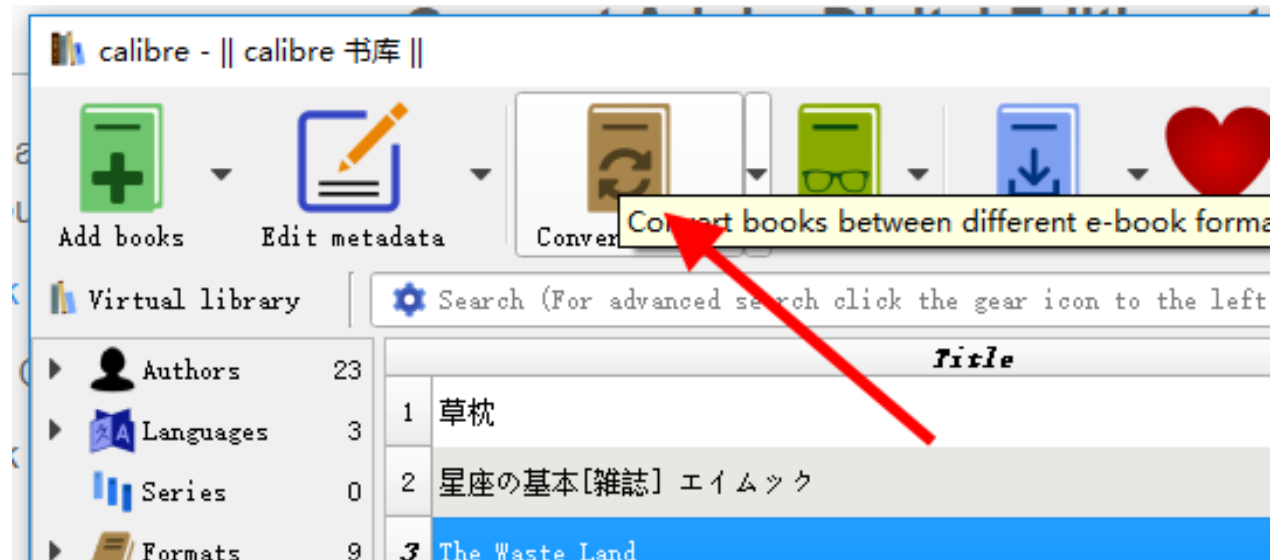 calibre - || calibre 书库 ||
Add books
Edit metadata
Convert books between different e-book forma
Virtual library
Search (For advanced search click the gear icon to the left
Title
Authors 23
1 草枕
Languages 3
2 星座の基本[雑誌] エイムック
Series 0
Formats 9
3 The Waste Land